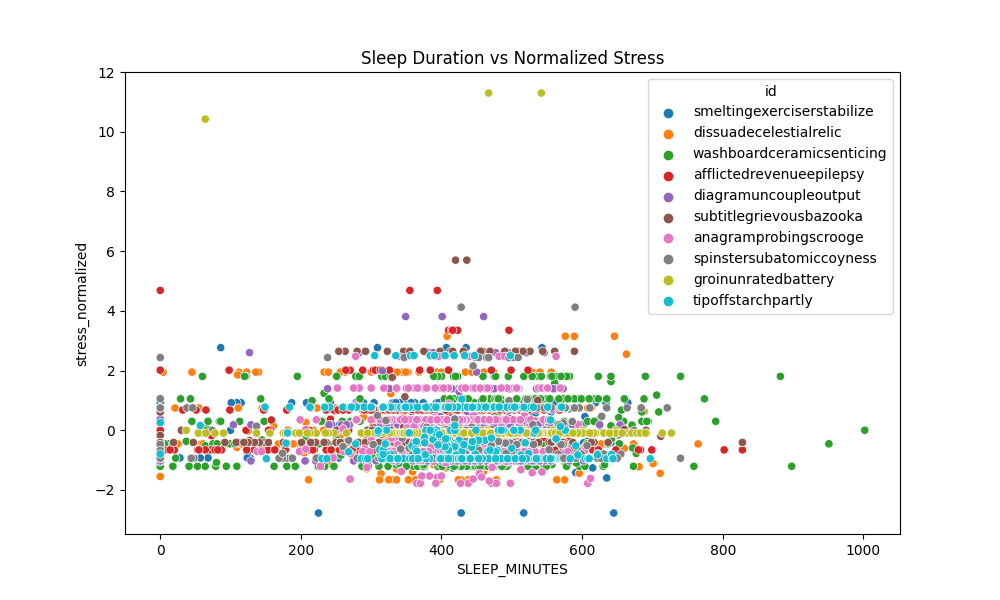 Sleep Duration vs Normalized Stress
12
10
8
6
4
2
0
−2
stress_normalized
0 200 400 600 800 1000
SLEEP_MINUTES
id
smeltingexerciserstabilize
dissuadecelestialrelic
washboardceramicsenticing
afflictedrevenueepilepsy
diagramuncoupleoutput
subtitlegrievousbazooka
anagramprobingscrooge
spinstersubatomiccoyness
groinunratedbattery
tipoffstarchpartly